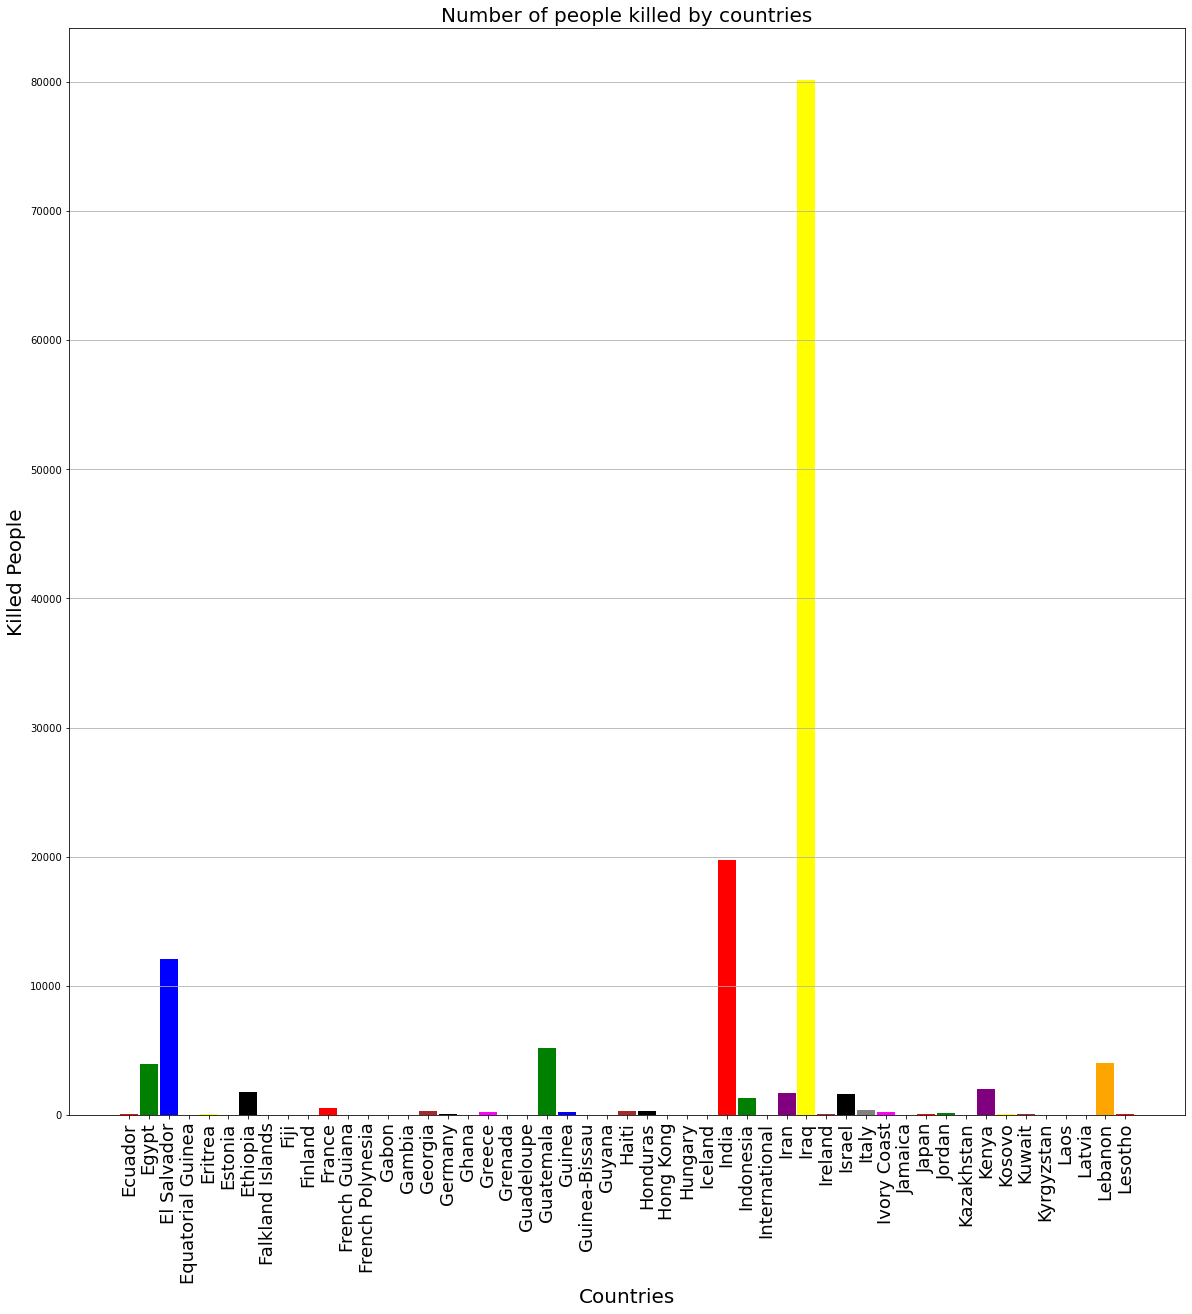 Number of people killed by countries
Killed People
80000
70000
60000
50000
40000
30000
20000
10000
0
Ecuador
Egypt
El Salvador
Equatorial Guinea
Eritrea
Estonia
Ethiopia
Falkland Islands
Fiji
Finland
France
French Guiana
French Polynesia
Gabon
Gambia
Georgia
Germany
Ghana
Greece
Grenada
Guadeloupe
Guatemala
Guinea
Guinea-Bissau
Guyana
Haiti
Honduras
Hong Kong
Hungary
Iceland
India
Indonesia
International
Iran
Iraq
Ireland
Israel
Italy
Ivory Coast
Jamaica
Japan
Jordan
Kazakhstan
Kenya
Kosovo
Kuwait
Kyrgyzstan
Laos
Latvia
Lebanon
Lesotho
Countries